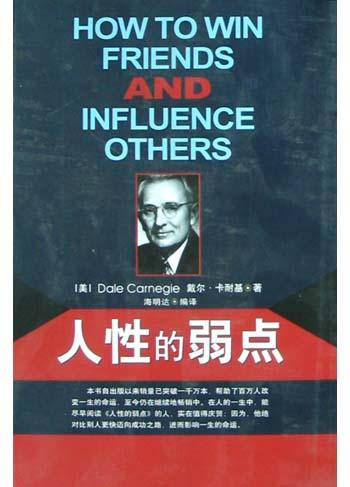 HOW TO WIN
FRIENDS
AND
INFLUENCE
OTHERS
[美] Dale Carnegie 戴尔·卡耐基 著
海明达 编译
人性的弱点
本书自出版以来销量已突破一千万本，帮助了百万人改
变一生的命运，至今仍在继续地畅销中。在人的一生中，能
尽早阅读《人性的弱点》的人，实在值得庆贺；因为，他绝
对比别人更快迈向成功之路，进而影响一生的命运。